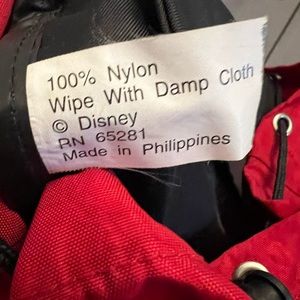 100% Nylon
Wipe With Damp Cloth
© Disney
RN 65281
Made in Philippines